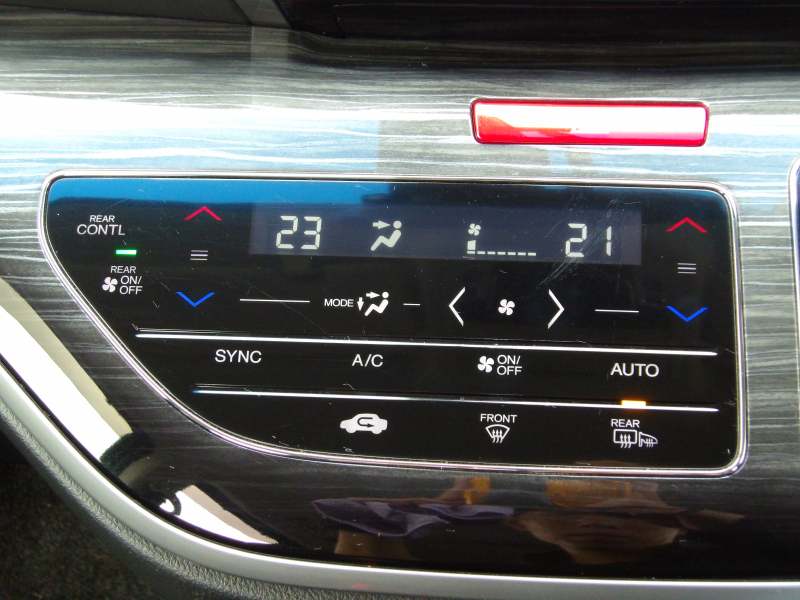 REAR
CONTL
23
21
REAR
ON/
OFF
MODE
SYNC
A/C
ON/
OFF
AUTO
FRONT
REAR